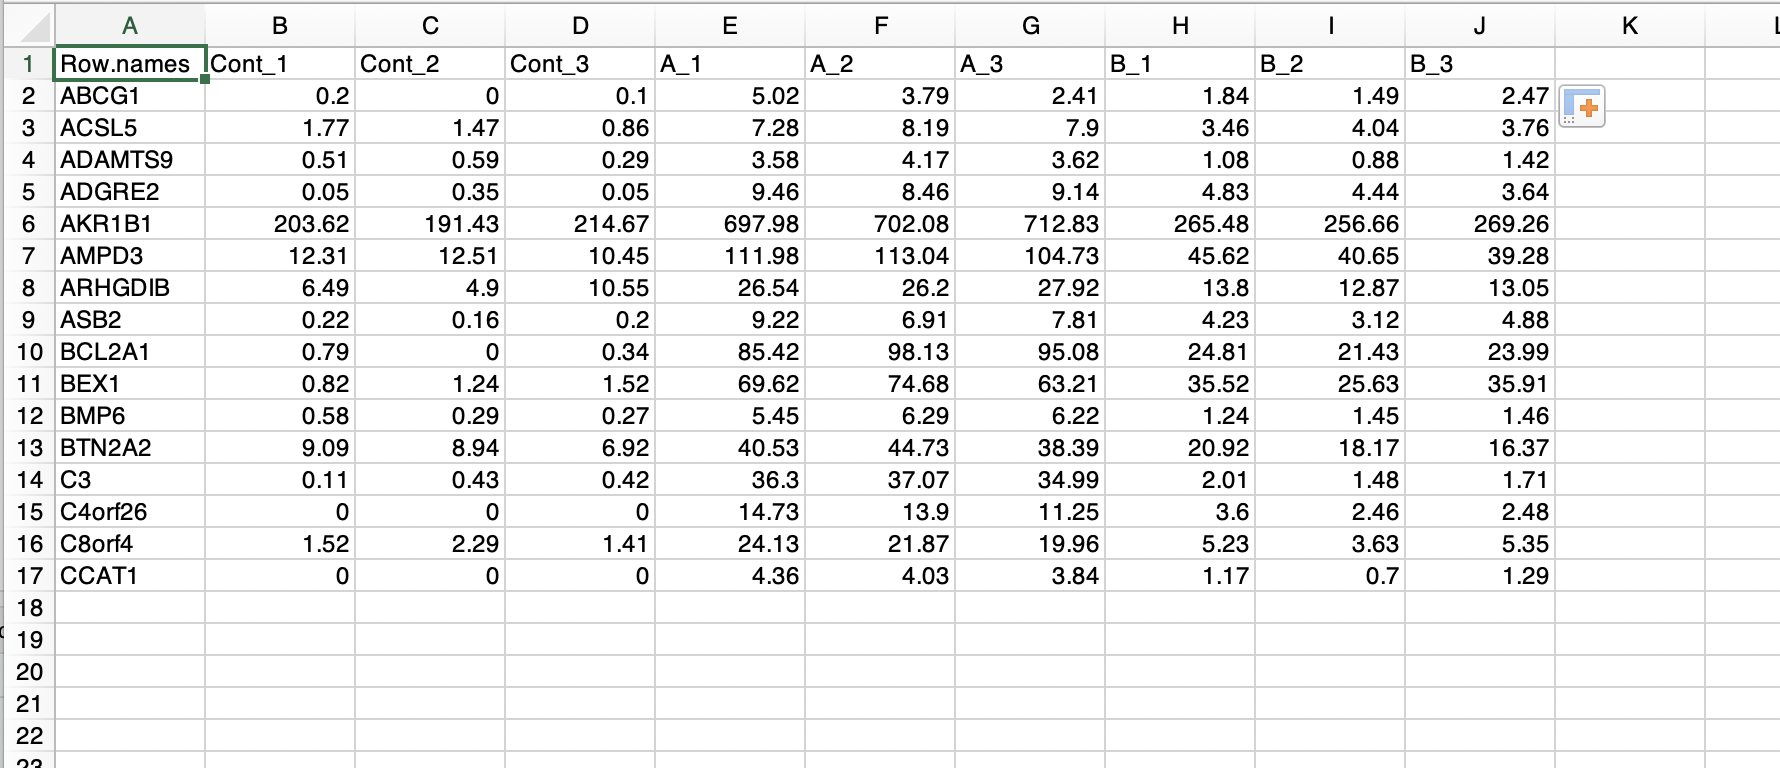 A B C D E F G H I J K L
1 Row.names Cont_1 Cont_2 Cont_3 A_1 A_2 A_3 B_1 B_2 B_3
2 ABCG1 0.2 0 0.1 5.02 3.79 2.41 1.84 1.49 2.47
3 ACSL5 1.77 1.47 0.86 7.28 8.19 7.9 3.46 4.04 3.76
4 ADAMTS9 0.51 0.59 0.29 3.58 4.17 3.62 1.08 0.88 1.42
5 ADGRE2 0.05 0.35 0.05 9.46 8.46 9.14 4.83 4.44 3.64
6 AKR1B1 203.62 191.43 214.67 697.98 702.08 712.83 265.48 256.66 269.26
7 AMPD3 12.31 12.51 10.45 111.98 113.04 104.73 45.62 40.65 39.28
8 ARHGDIB 6.49 4.9 10.55 26.54 26.2 27.92 13.8 12.87 13.05
9 ASB2 0.22 0.16 0.2 9.22 6.91 7.81 4.23 3.12 4.88
10 BCL2A1 0.79 0 0.34 85.42 98.13 95.08 24.81 21.43 23.99
11 BEX1 0.82 1.24 1.52 69.62 74.68 63.21 35.52 25.63 35.91
12 BMP6 0.58 0.29 0.27 5.45 6.29 6.22 1.24 1.45 1.46
13 BTN2A2 9.09 8.94 6.92 40.53 44.73 38.39 20.92 18.17 16.37
14 C3 0.11 0.43 0.42 36.3 37.07 34.99 2.01 1.48 1.71
15 C4orf26 0 0 0 14.73 13.9 11.25 3.6 2.46 2.48
16 C8orf4 1.52 2.29 1.41 24.13 21.87 19.96 5.23 3.63 5.35
17 CCAT1 0 0 0 4.36 4.03 3.84 1.17 0.7 1.29
18
19
20
21
22
23